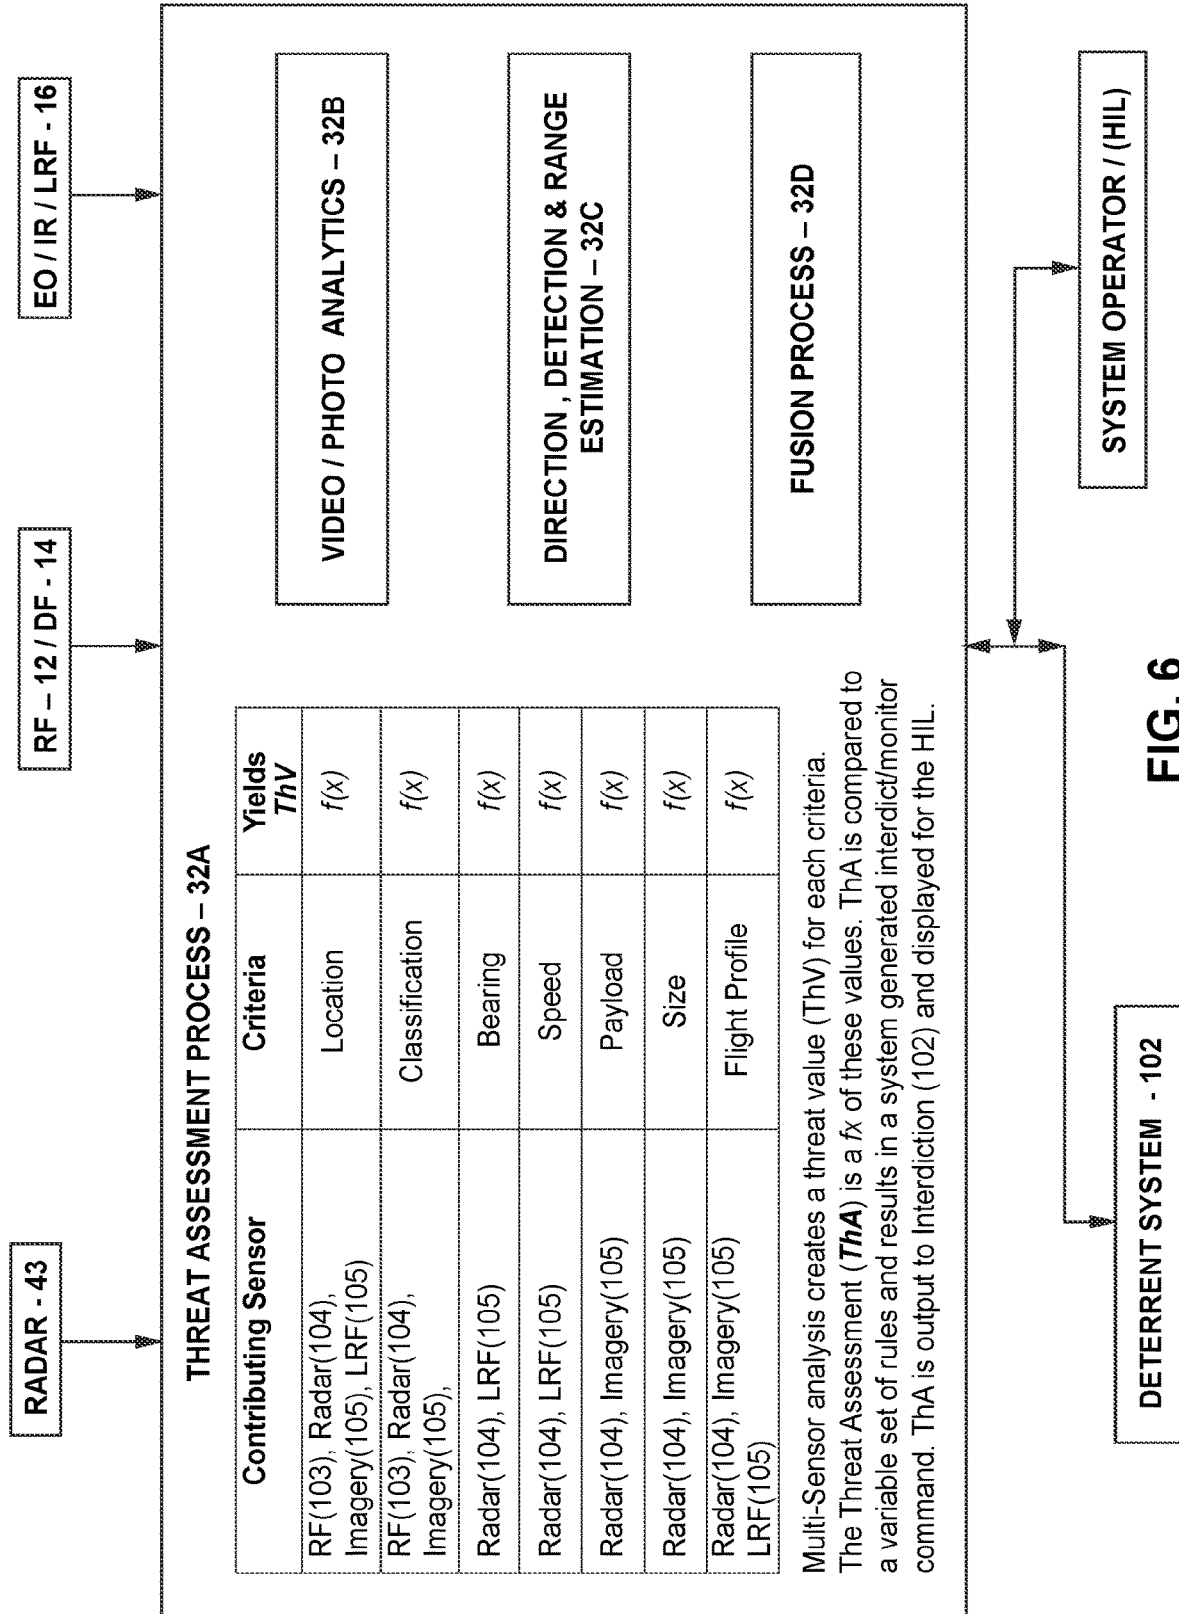 RADAR - 43
RF – 12 / DF - 14
EO / IR / LRF - 16
THREAT ASSESSMENT PROCESS – 32A
Contributing Sensor Criteria Yields
ThV
RF(103), Radar(104),
Imagery(105), LRF(105) Location f(x)
RF(103), Radar(104),
Imagery(105), Classification f(x)
Radar(104), LRF(105) Bearing f(x)
Radar(104), LRF(105) Speed f(x)
Radar(104), Imagery(105) Payload f(x)
Radar(104), Imagery(105) Size f(x)
Radar(104), Imagery(105)
LRF(105) Flight Profile f(x)
Multi-Sensor analysis creates a threat value (ThV) for each criteria.
The Threat Assessment (ThA) is a fx of these values. ThA is compared to
a variable set of rules and results in a system generated interdict/monitor
command. ThA is output to Interdiction (102) and displayed for the HIL.
VIDEO / PHOTO ANALYTICS – 32B
DIRECTION , DETECTION & RANGE
ESTIMATION – 32C
FUSION PROCESS – 32D
DETERRENT SYSTEM - 102
SYSTEM OPERATOR / (HIL)
FIG. 6